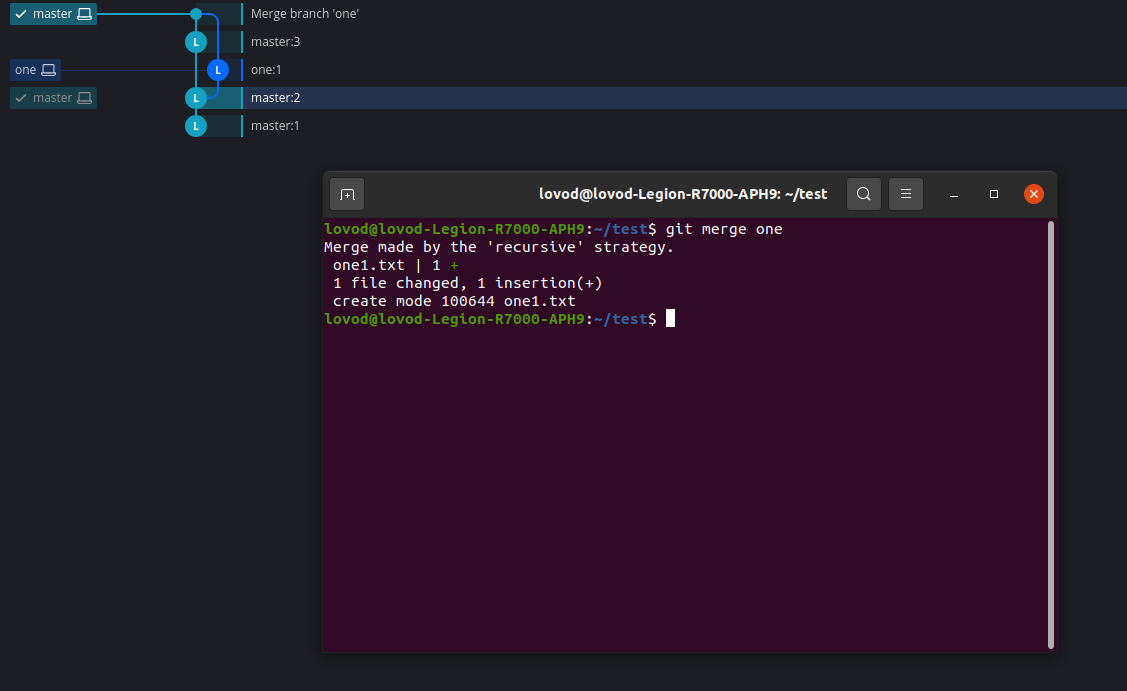 master Merge branch 'one'
L master:3
one L one:1
master L master:2
L master:1
lovod@lovod-Legion-R7000-APH9: ~/test
lovod@lovod-Legion-R7000-APH9:~/test$ git merge one
Merge made by the 'recursive' strategy.
 one1.txt | 1 +
 1 file changed, 1 insertion(+)
 create mode 100644 one1.txt
lovod@lovod-Legion-R7000-APH9:~/test$